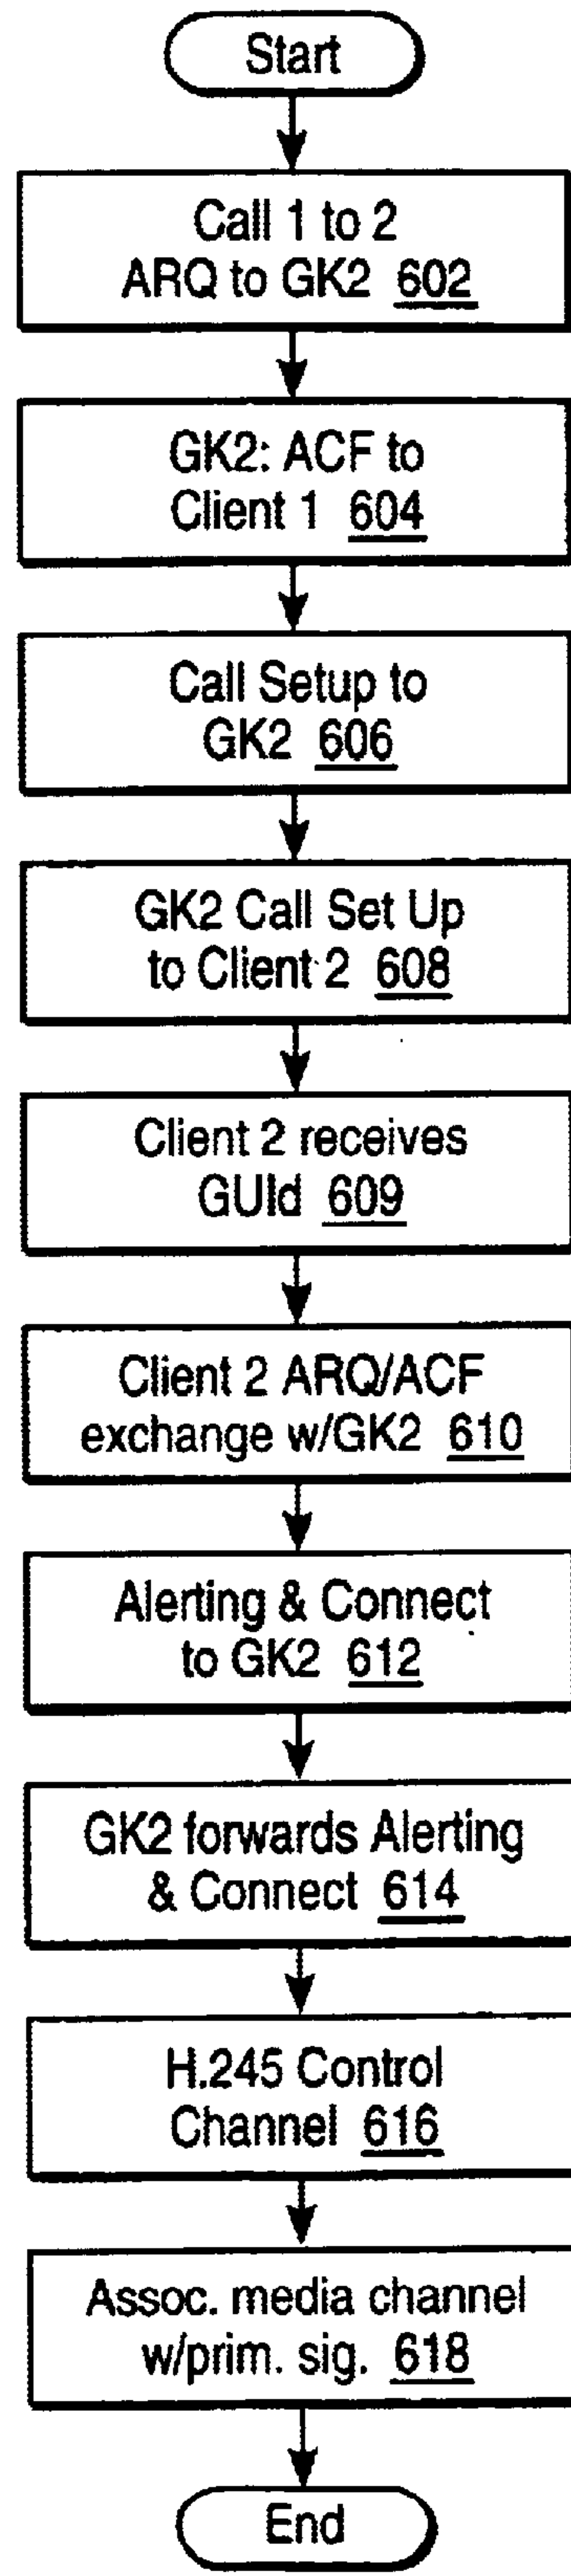 Start
Call 1 to 2
ARQ to GK2 602
GK2: ACF to
Client 1 604
Call Setup to
GK2 606
GK2 Call Set Up
to Client 2 608
Client 2 receives
GUId 609
Client 2 ARQ/ACF
exchange w/GK2 610
Alerting & Connect
to GK2 612
GK2 forwards Alerting
& Connect 614
H.245 Control
Channel 616
Assoc. media channel
w/prim. sig. 618
End